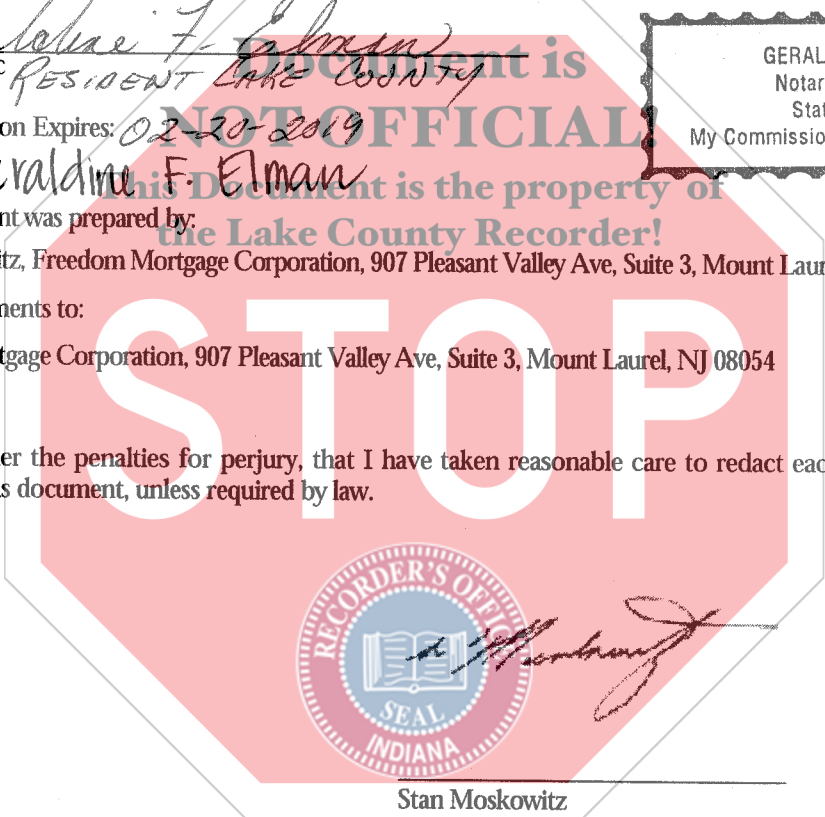 F. Elman
RESIDENT LAKE COUNTY
on Expires: 02-20-2019
raldine F. Elman
nt was prepared by:
itz, Freedom Mortgage Corporation, 907 Pleasant Valley Ave, Suite 3, Mount Laur
nents to:
tgage Corporation, 907 Pleasant Valley Ave, Suite 3, Mount Laurel, NJ 08054
er the penalties for perjury, that I have taken reasonable care to redact eac
s document, unless required by law.
Stan Moskowitz
GERAL
Notar
Stat
My Commissio
Document is
NOT OFFICIAL!
This Document is the property of
the Lake County Recorder!
STOP
RECORDER'S OFFICE
SEAL
INDIANA